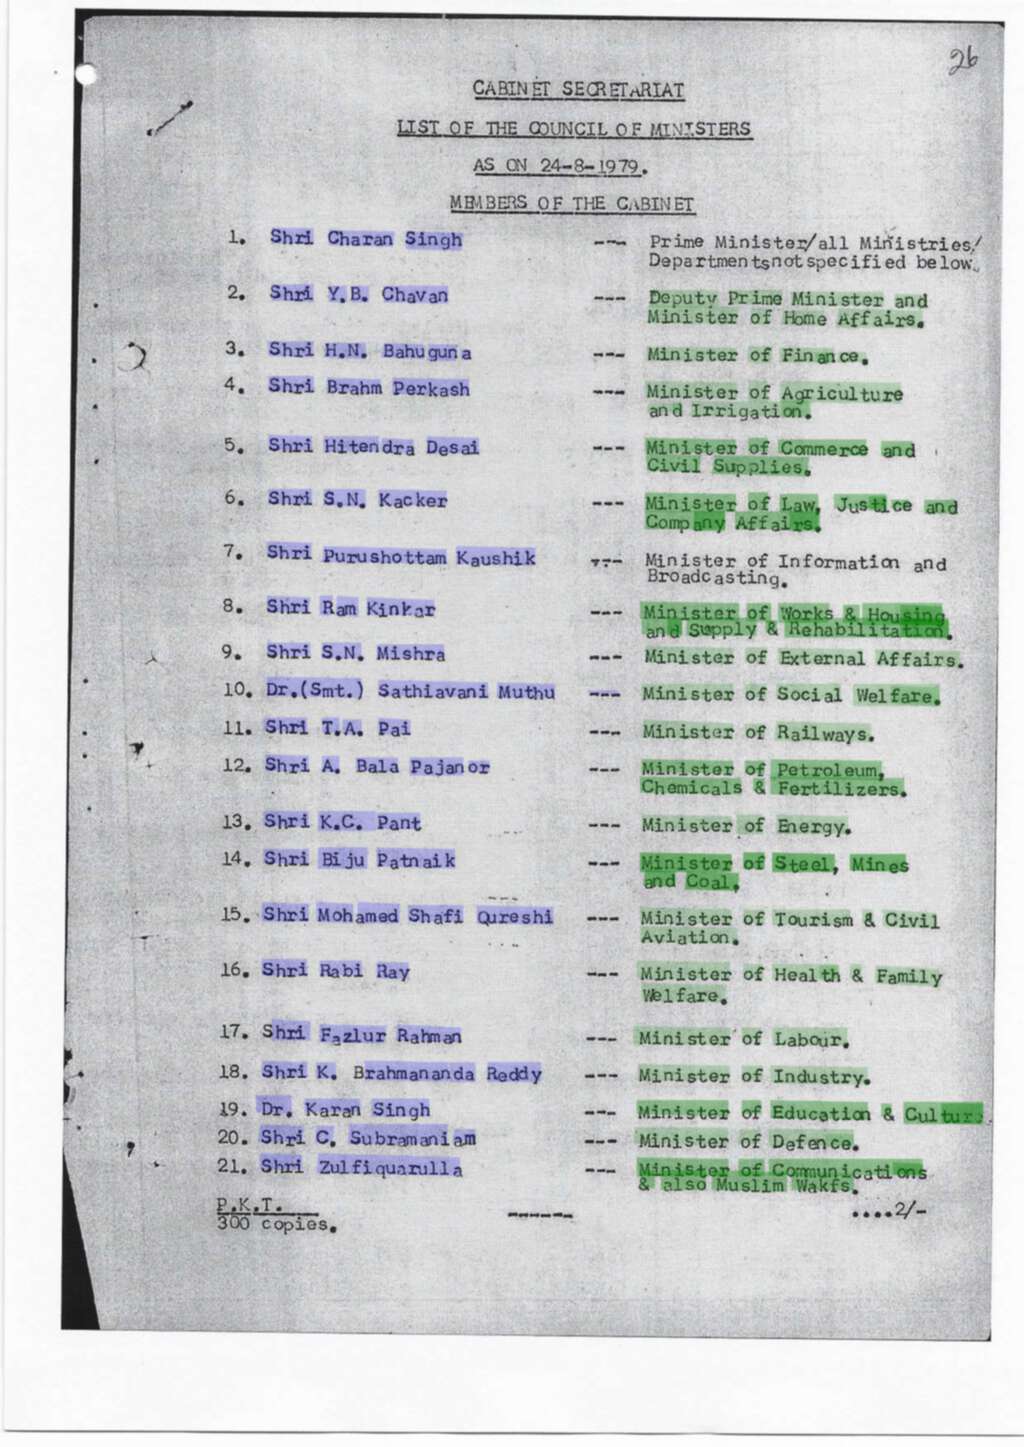 26
CABINET SECRETARIAT
LIST OF THE COUNCIL OF MINISTERS
AS ON 24-8-1979.
MEMBERS OF THE CABINET
1. Shri Charan Singh --- Prime Minister/all Ministries/
Departments not specified below.
2. Shri Y.B. Chavan --- Deputy Prime Minister and
Minister of Home Affairs.
3. Shri H.N. Bahuguna --- Minister of Finance.
4. Shri Brahm Perkash --- Minister of Agriculture
and Irrigation.
5. Shri Hitendra Desai --- Minister of Commerce and
Civil Supplies.
6. Shri S.N. Kacker --- Minister of Law, Justice and
Company Affairs.
7. Shri Purushottam Kaushik --- Minister of Information and
Broadcasting.
8. Shri Ram Kinkar --- Minister of Works & Housing
and Supply & Rehabilitation.
9. Shri S.N. Mishra --- Minister of External Affairs.
10. Dr.(Smt.) Sathiavani Muthu --- Minister of Social Welfare.
11. Shri T.A. Pai --- Minister of Railways.
12. Shri A. Bala Pajanor --- Minister of Petroleum,
Chemicals & Fertilizers.
13. Shri K.C. Pant --- Minister of Energy.
14. Shri Biju Patnaik --- Minister of Steel, Mines
and Coal.
15. Shri Mohamed Shafi Qureshi --- Minister of Tourism & Civil
Aviation.
16. Shri Rabi Ray --- Minister of Health & Family
Welfare.
17. Shri Fazlur Rahman --- Minister of Labour.
18. Shri K. Brahmananda Reddy --- Minister of Industry.
19. Dr. Karan Singh --- Minister of Education & Culture.
20. Shri C. Subramaniam --- Minister of Defence.
21. Shri Zulfiquarulla --- Minister of Communications
& also Muslim Wakfs.
P.K.T. ....2/-
300 copies. ------